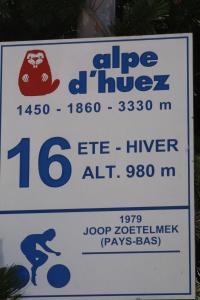 alpe
d'huez
1450 - 1860 - 3330 m
16 ETE - HIVER
ALT. 980 m
1979
JOOP ZOETELMEK
(PAYS-BAS)